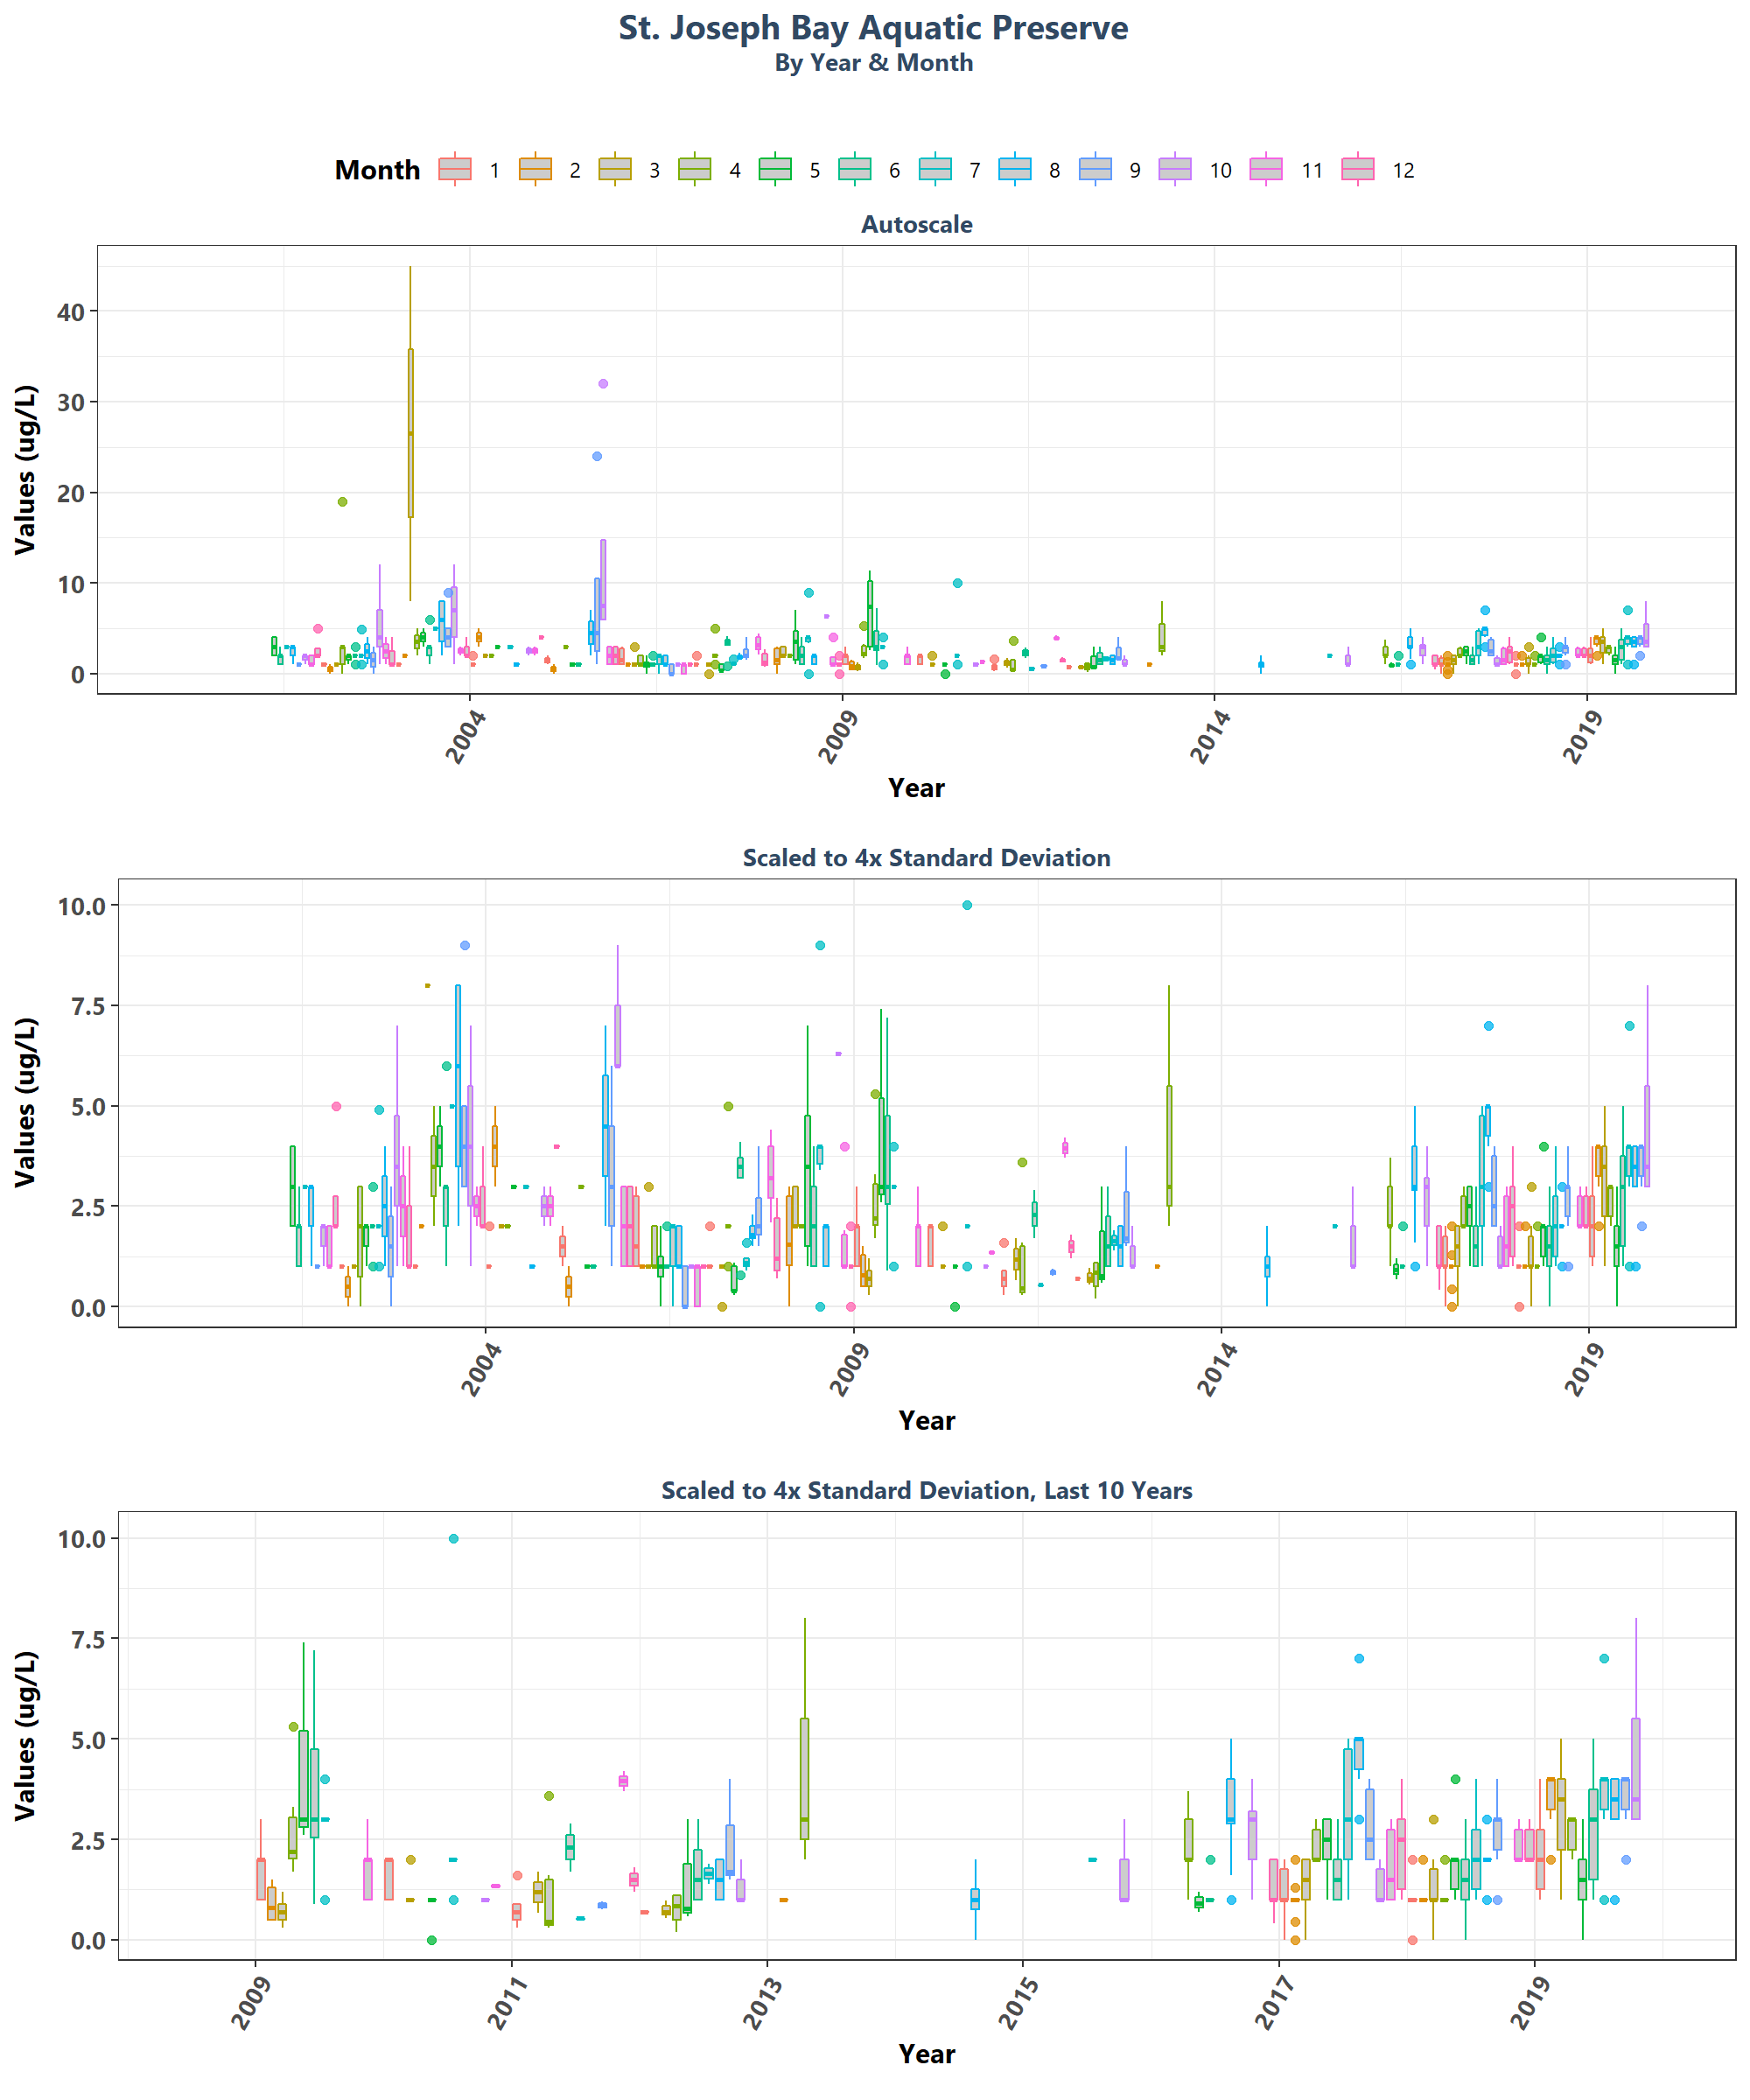 St. Joseph Bay Aquatic Preserve
By Year & Month
Month 1 2 3 4 5 6 7 8 9 10 11 12
Autoscale
Values (ug/L)
40
30
20
10
0
2004 2009 2014 2019
Year
Scaled to 4x Standard Deviation
Values (ug/L)
10.0
7.5
5.0
2.5
0.0
2004 2009 2014 2019
Year
Scaled to 4x Standard Deviation, Last 10 Years
Values (ug/L)
10.0
7.5
5.0
2.5
0.0
2009 2011 2013 2015 2017 2019
Year